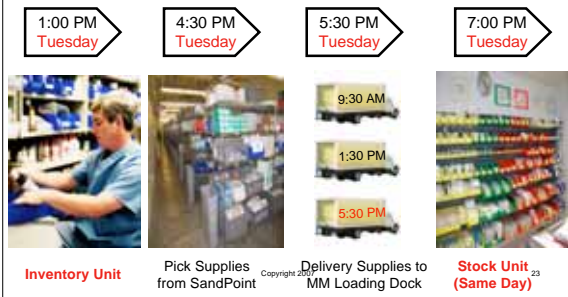 1:00 PM
Tuesday
4:30 PM
Tuesday
5:30 PM
Tuesday
7:00 PM
Tuesday
9:30 AM
1:30 PM
5:30 PM
Inventory Unit
Pick Supplies
from SandPoint
Copyright 2007
Delivery Supplies to
MM Loading Dock
Stock Unit
(Same Day)
23